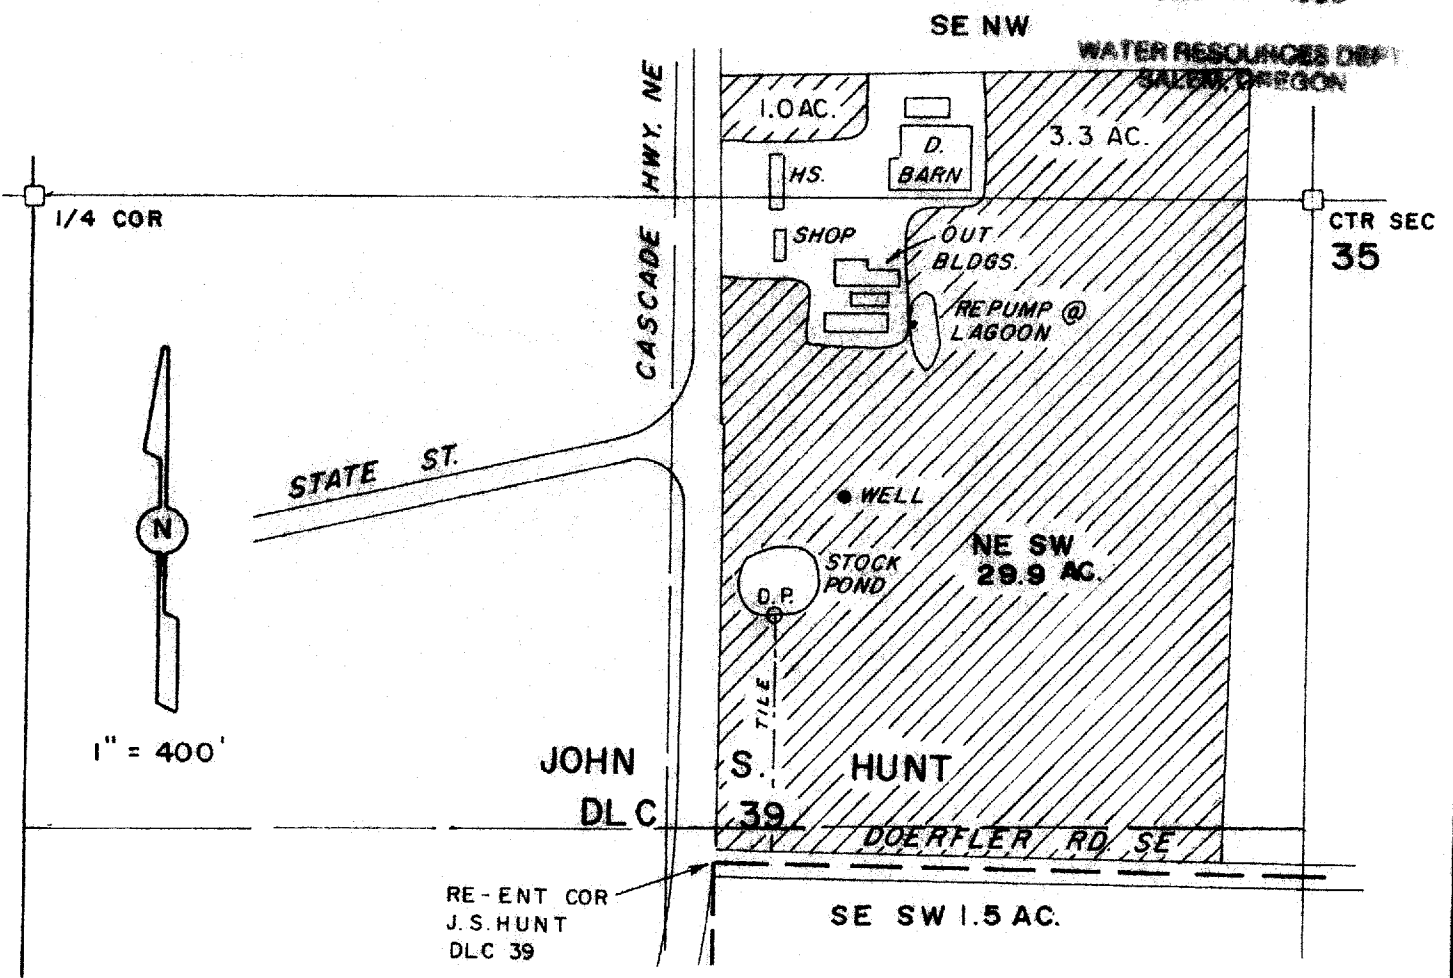 SE NW
WATER RESOURCES DEPT
SALEM, OREGON
CASCADE HWY. NE
1.0 AC.
D.
BARN
3.3 AC.
HS.
1/4 COR
CTR SEC
35
SHOP
OUT
BLDGS.
REPUMP @
LAGOON
STATE ST.
WELL
N
NE SW
29.9 AC.
STOCK
POND
D.P.
TILE
1" = 400'
JOHN S. HUNT
DLC 39
DOERFLER RD. SE
RE-ENT COR
J.S. HUNT
DLC 39
SE SW 1.5 AC.